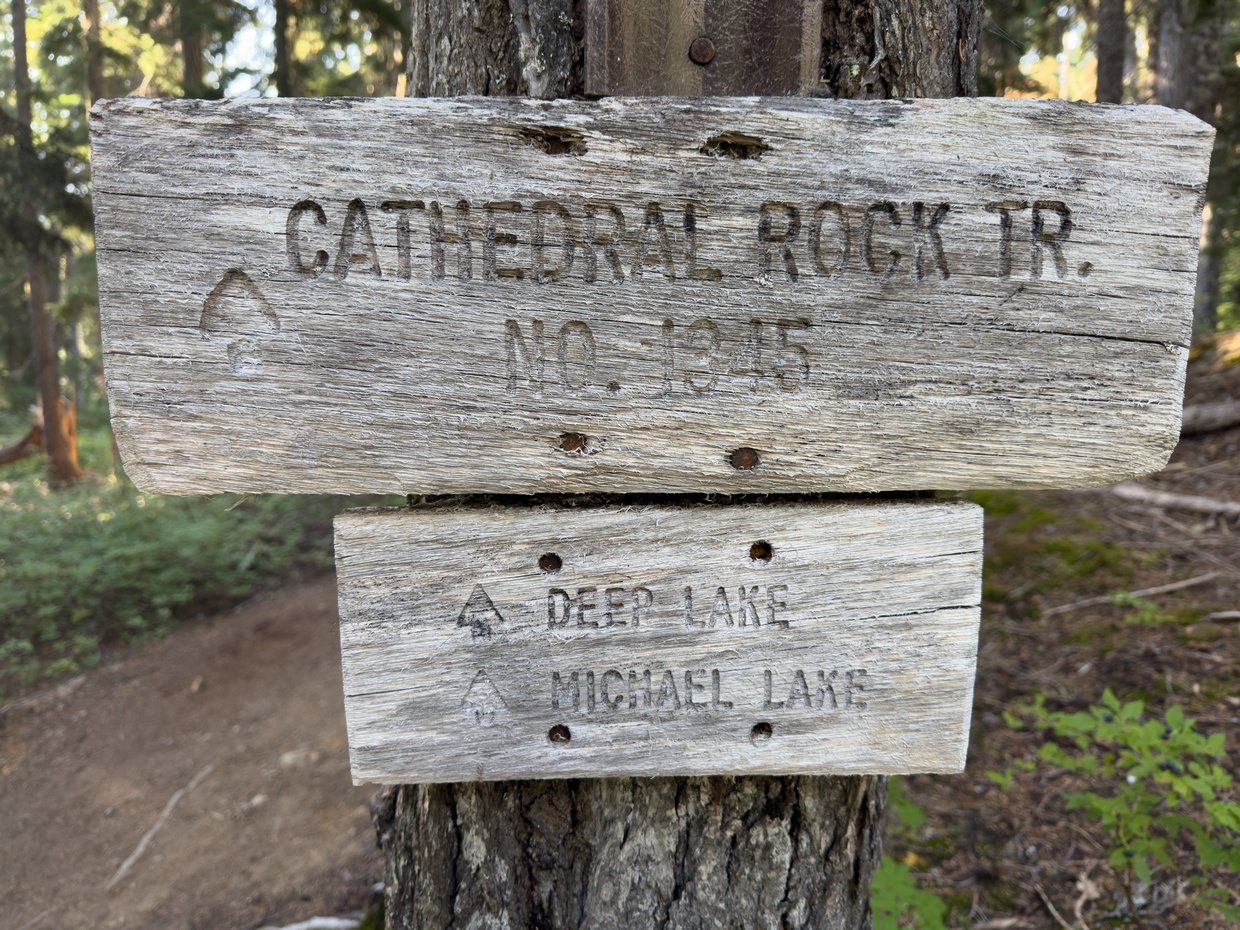 CATHEDRAL ROCK TR.
NO. 1345
DEEP LAKE
MICHAEL LAKE